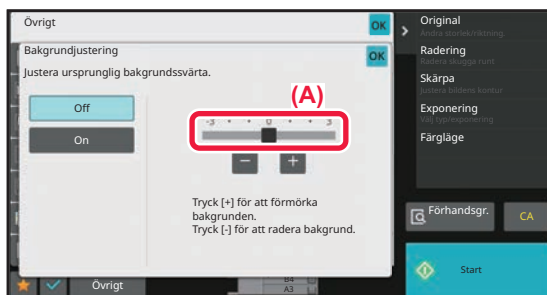 Övrigt
OK
Bakgrundjustering
OK
Justera ursprunglig bakgrundssvärta.
Off
On
(A)
-3 • • 0 • • 3
− +
Tryck [+] för att förmörka
bakgrunden.
Tryck [-] för att radera bakgrund.
Övrigt
B4
A3
Original
Ändra storlek/riktning.
Radering
Radera skugga runt
Skärpa
Justera bildens kontur
Exponering
Välj typ/exponering
Färgläge
Förhandsgr.
CA
Start